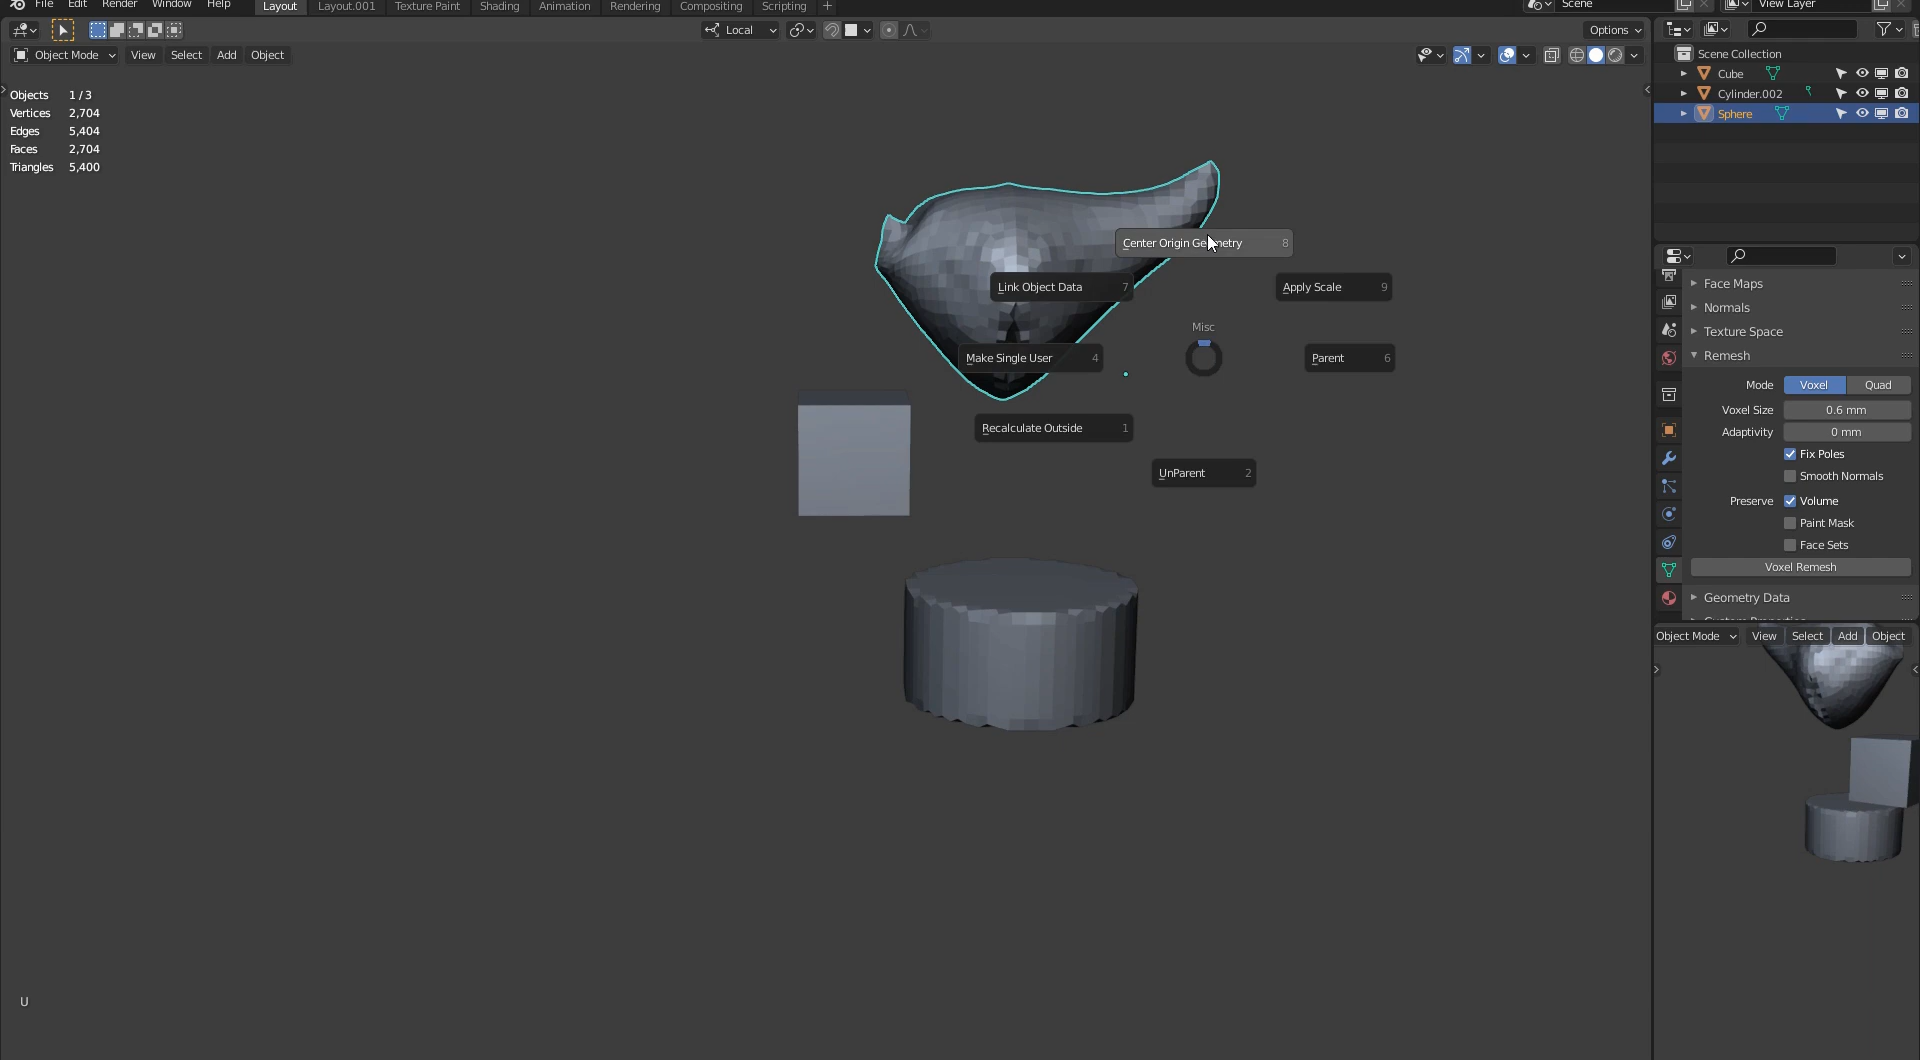 File Edit Render Window Help Layout Layout.001 Texture Paint Shading Animation Rendering Compositing Scripting + Scene View Layer
Local Options
Object Mode View Select Add Object
Objects 1 / 3
Vertices 2,704
Edges 5,404
Faces 2,704
Triangles 5,400
Center Origin Geometry 8
Link Object Data 7
Apply Scale 9
Misc
Make Single User 4
Parent 6
Recalculate Outside 1
UnParent 2
U
Scene Collection
Cube
Cylinder.002
Sphere
Face Maps
Normals
Texture Space
Remesh
Mode Voxel Quad
Voxel Size 0.6 mm
Adaptivity 0 mm
Fix Poles
Smooth Normals
Preserve Volume
Paint Mask
Face Sets
Voxel Remesh
Geometry Data
Object Mode View Select Add Object